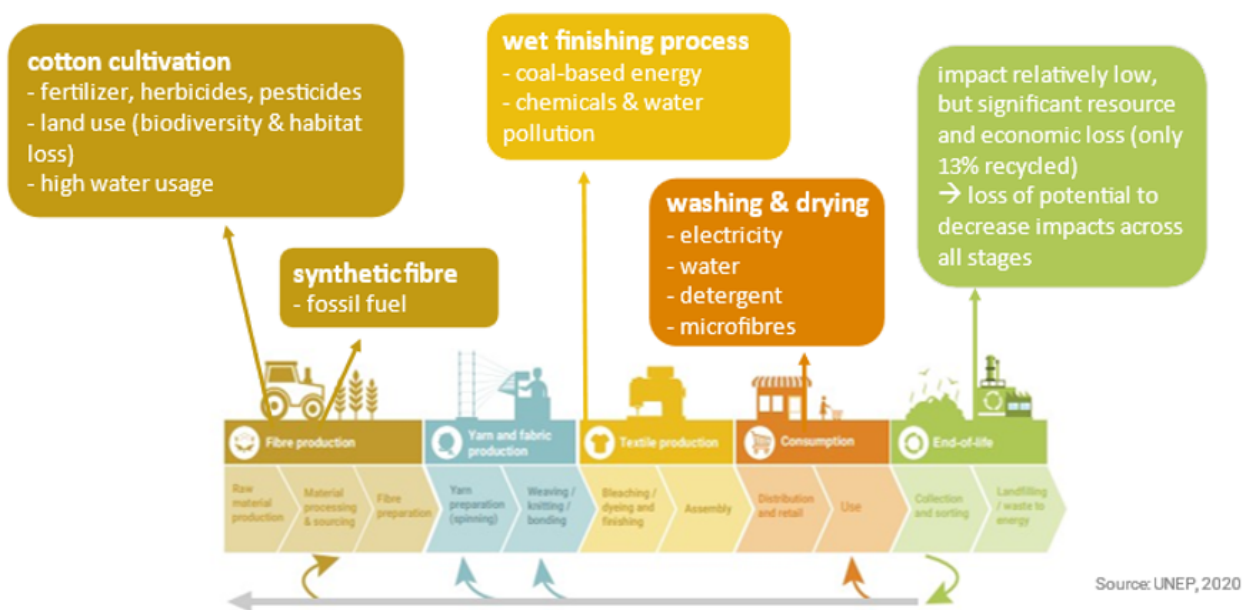 cotton cultivation
- fertilizer, herbicides, pesticides
- land use (biodiversity & habitat
loss)
- high water usage
synthetic fibre
- fossil fuel
wet finishing process
- coal-based energy
- chemicals & water
pollution
washing & drying
- electricity
- water
- detergent
- microfibres
impact relatively low,
but significant resource
and economic loss (only
13% recycled)
→ loss of potential to
decrease impacts across
all stages
Fibre production
Yarn and fabric
production
Textile production
Consumption
End-of-life
Raw
material
production
Material
processing
& sourcing
Fibre
preparation
Yarn
preparation
(spinning)
Weaving /
knitting /
bonding
Bleaching /
dyeing and
finishing
Assembly
Distribution
and retail
Use
Collection
and sorting
Landfilling
/ waste to
energy
Source: UNEP, 2020